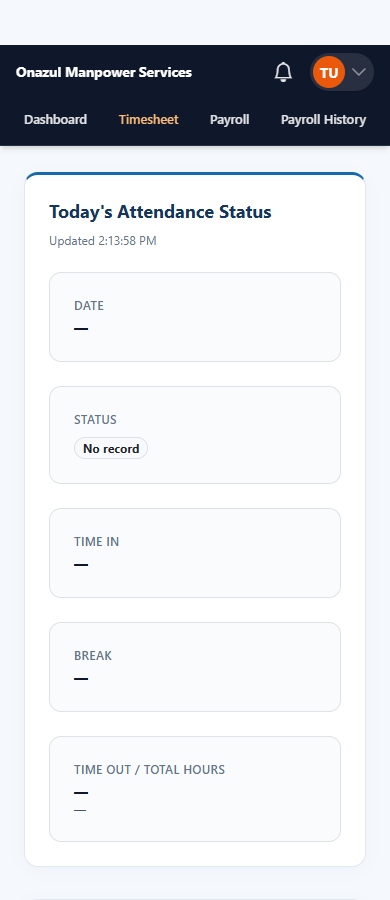 Onazul Manpower Services
TU
Dashboard Timesheet Payroll Payroll History
Today's Attendance Status
Updated 2:13:58 PM
DATE
—
STATUS
No record
TIME IN
—
BREAK
—
TIME OUT / TOTAL HOURS
—
—